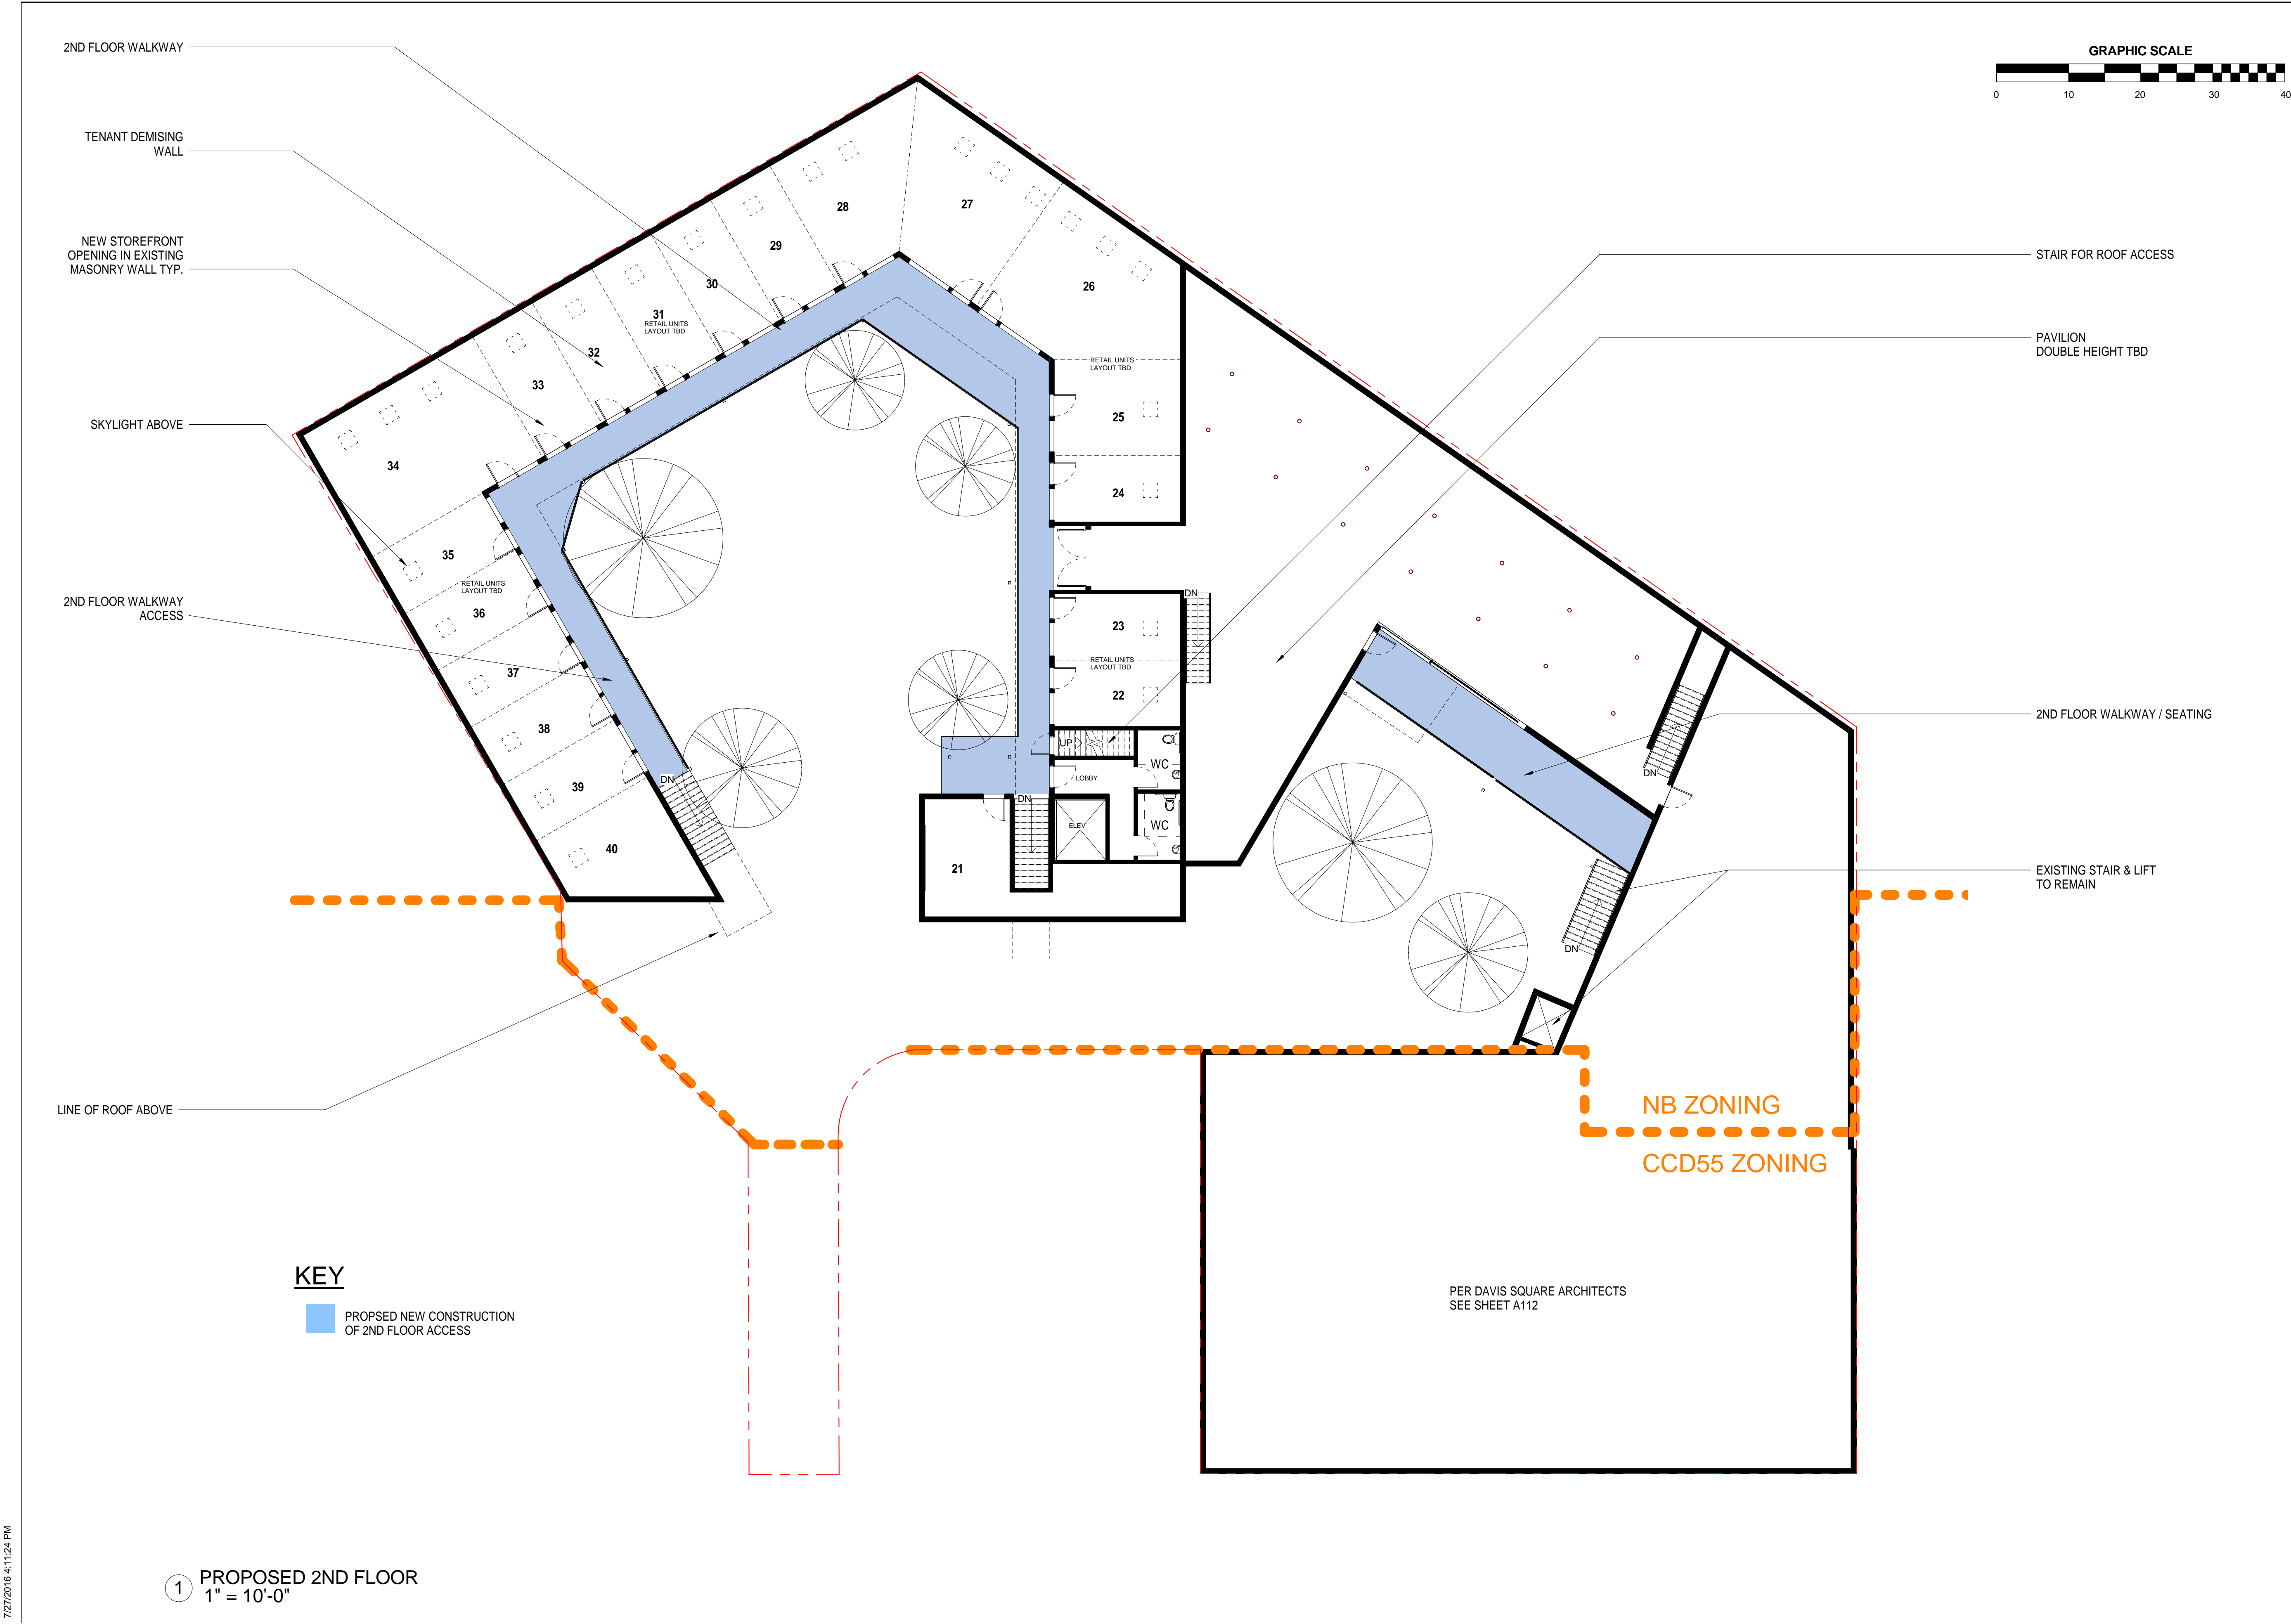 2ND FLOOR WALKWAY
TENANT DEMISING
WALL
NEW STOREFRONT
OPENING IN EXISTING
MASONRY WALL TYP.
SKYLIGHT ABOVE
2ND FLOOR WALKWAY
ACCESS
LINE OF ROOF ABOVE
GRAPHIC SCALE
0 10 20 30 40
STAIR FOR ROOF ACCESS
PAVILION
DOUBLE HEIGHT TBD
2ND FLOOR WALKWAY / SEATING
EXISTING STAIR & LIFT
TO REMAIN
28
27
29
26
30
31
RETAIL UNITS
LAYOUT TBD
32
33
34
RETAIL UNITS
LAYOUT TBD
25
24
35
RETAIL UNITS
LAYOUT TBD
36
37
38
39
40
DN
DN
23
RETAIL UNITS
LAYOUT TBD
22
UP
WC
LOBBY
DN
ELEV
WC
21
DN
DN
NB ZONING
CCD55 ZONING
PER DAVIS SQUARE ARCHITECTS
SEE SHEET A112
KEY
PROPSED NEW CONSTRUCTION
OF 2ND FLOOR ACCESS
1
PROPOSED 2ND FLOOR
1" = 10'-0"
7/27/2016 4:11:24 PM